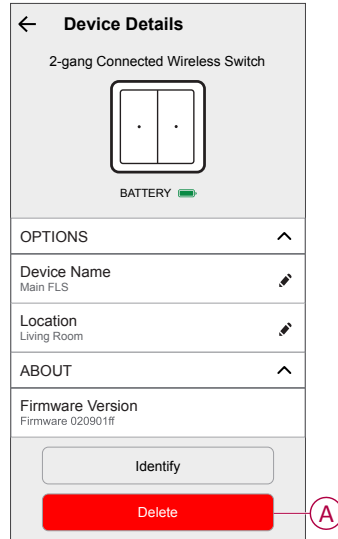 Device Details
2-gang Connected Wireless Switch
BATTERY
OPTIONS
Device Name
Main FLS
Location
Living Room
ABOUT
Firmware Version
Firmware 020901ff
Identify
Delete
A